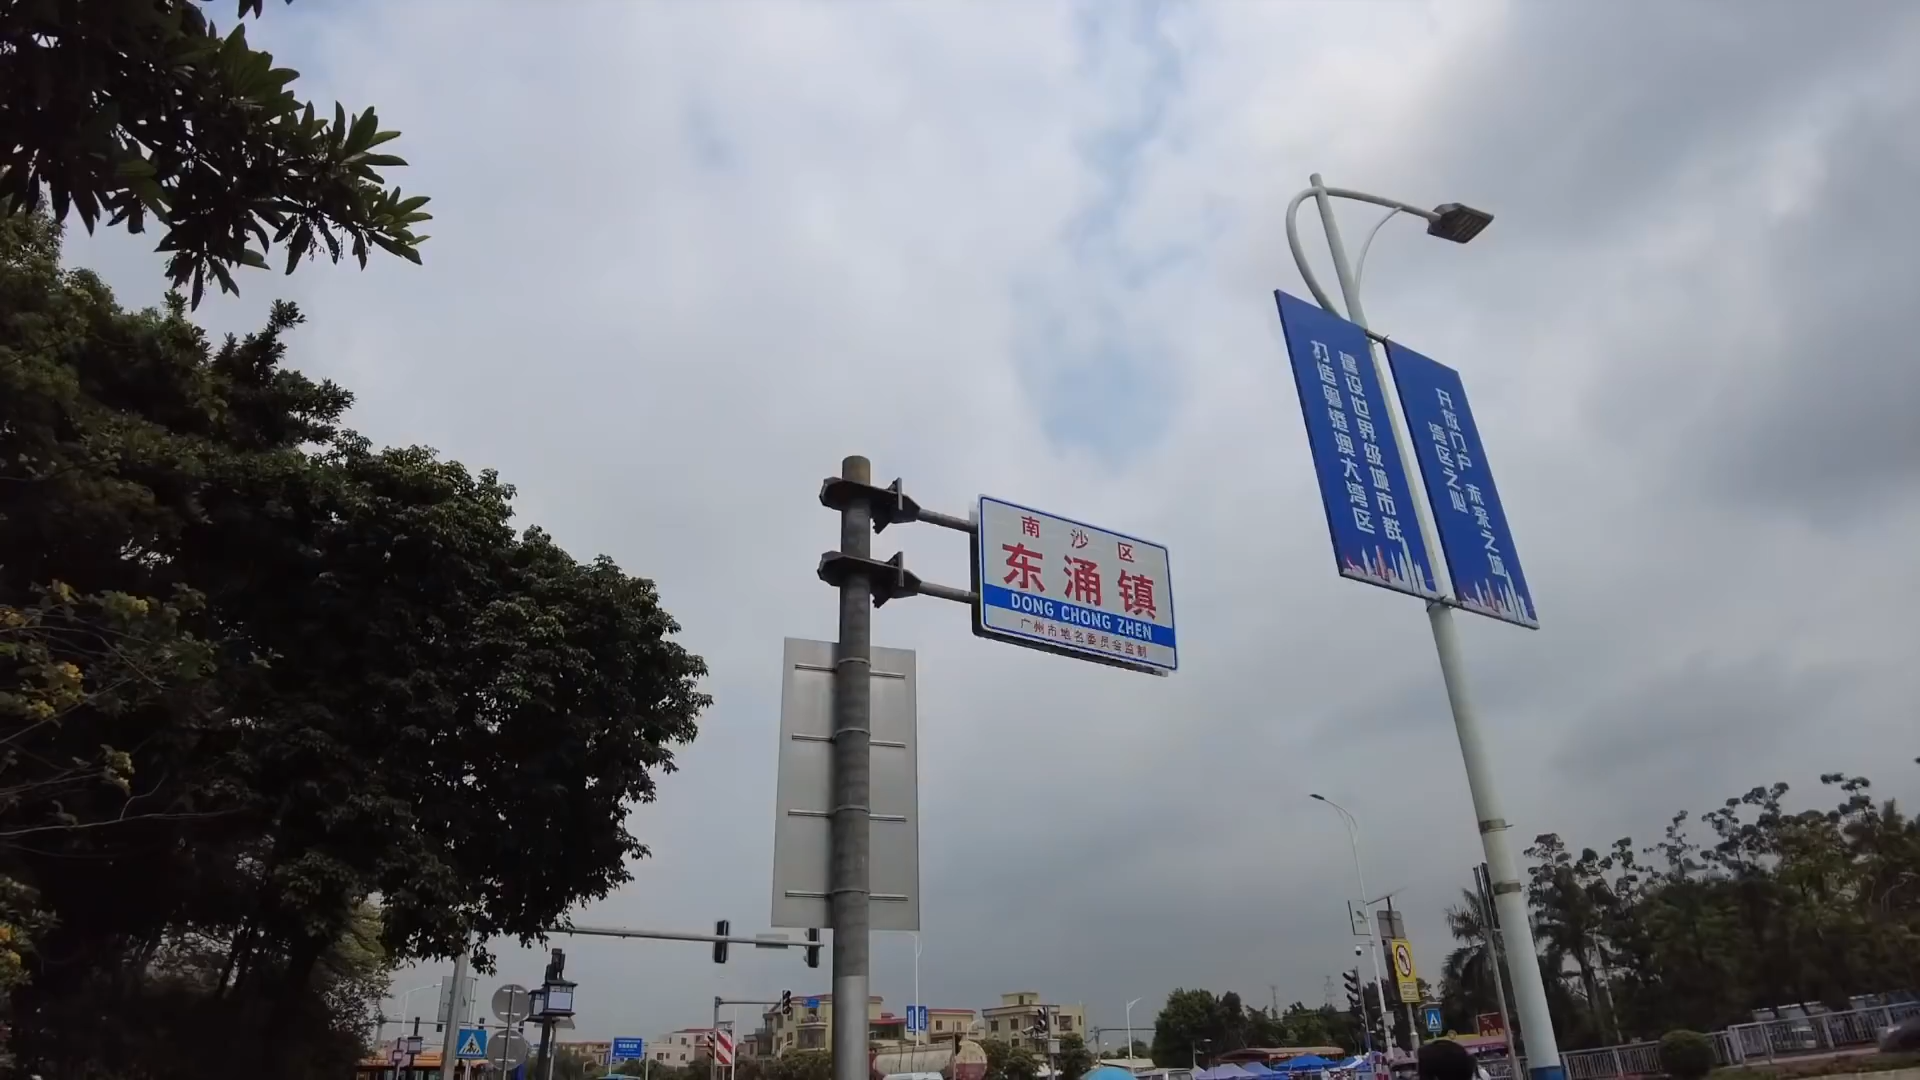 南沙区
东涌镇
DONG CHONG ZHEN
广州市地名委员会监制
建设世界级城市群
打造粤港澳大湾区
开放门户 未来之城
湾区之心